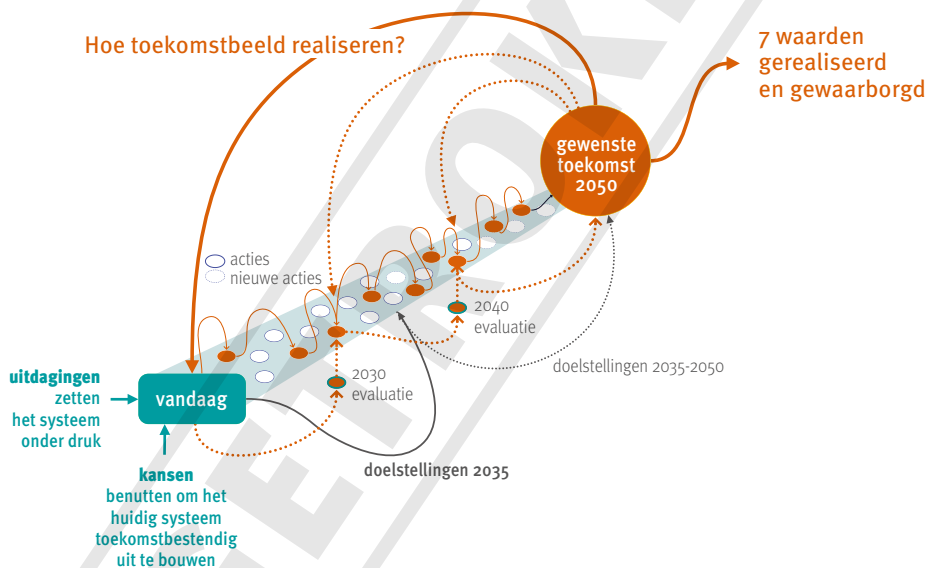 Hoe toekomstbeeld realiseren?
7 waarden
gerealiseerd
en gewaarborgd
gewenste
toekomst
2050
acties
nieuwe acties
2040
evaluatie
doelstellingen 2035-2050
2030
evaluatie
uitdagingen
zetten
het systeem
onder druk
vandaag
doelstellingen 2035
kansen
benutten om het
huidig systeem
toekomstbestendig
uit te bouwen